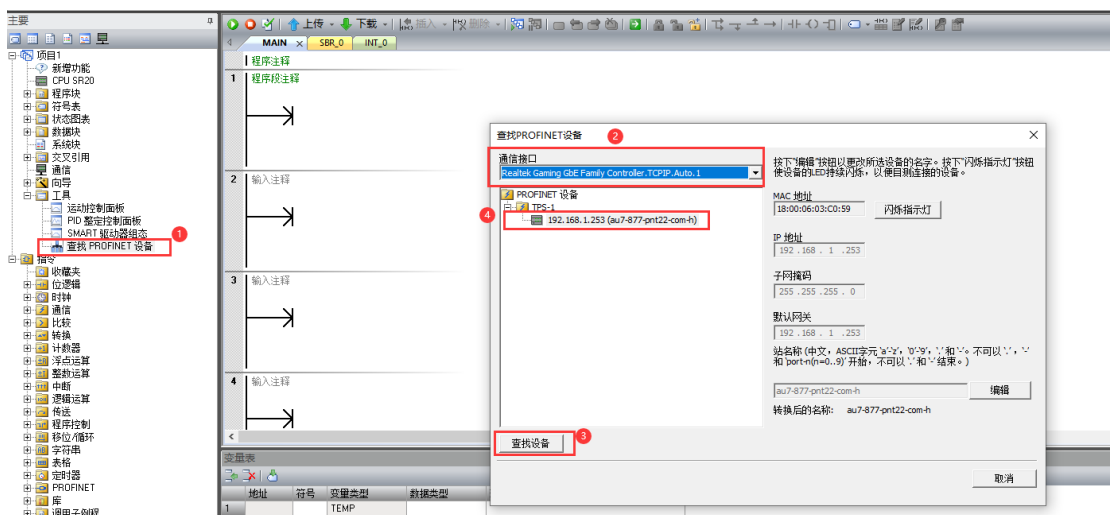 主要
项目1
新增功能
CPU SR20
程序块
符号表
状态图表
数据块
系统块
交叉引用
通信
向导
工具
运动控制面板
PID 整定控制面板
SMART 驱动器组态
查找 PROFINET 设备
1
指令
收藏夹
位逻辑
时钟
通信
比较
转换
计数器
浮点运算
整数运算
中断
逻辑运算
传送
程序控制
移位/循环
字符串
表格
定时器
PROFINET
库
调用子例程
上传 下载 插入 删除
MAIN × SBR_0 INT_0
程序注释
1 程序段注释
2 输入注释
3 输入注释
4 输入注释
变量表
地址 符号 变量类型 数据类型
1 TEMP
查找PROFINET设备 2
通信接口
Realtek Gaming GbE Family Controller.TCPIP.Auto.1
PROFINET 设备
TPS-1
4
192.168.1.253 (au7-877-pnt22-com-h)
查找设备 3
按下"编辑"按钮以更改所选设备的名字。按下"闪烁指示灯"按钮
使设备的LED持续闪烁，以便目测连接的设备。
MAC 地址
18:00:06:03:C0:59 闪烁指示灯
IP 地址
192 . 168 . 1 . 253
子网掩码
255 . 255 . 255 . 0
默认网关
192 . 168 . 1 . 253
站名称 (中文，ASCII字元 'a'-'z'，'0'-'9'，'.' 和 '-'。不可以 '.'，'-'
和 'port-n(n=0..9)' 开始，不可以 '.' 和 '-' 结束。)
au7-877-pnt22-com-h 编辑
转换后的名称: au7-877-pnt22-com-h
取消